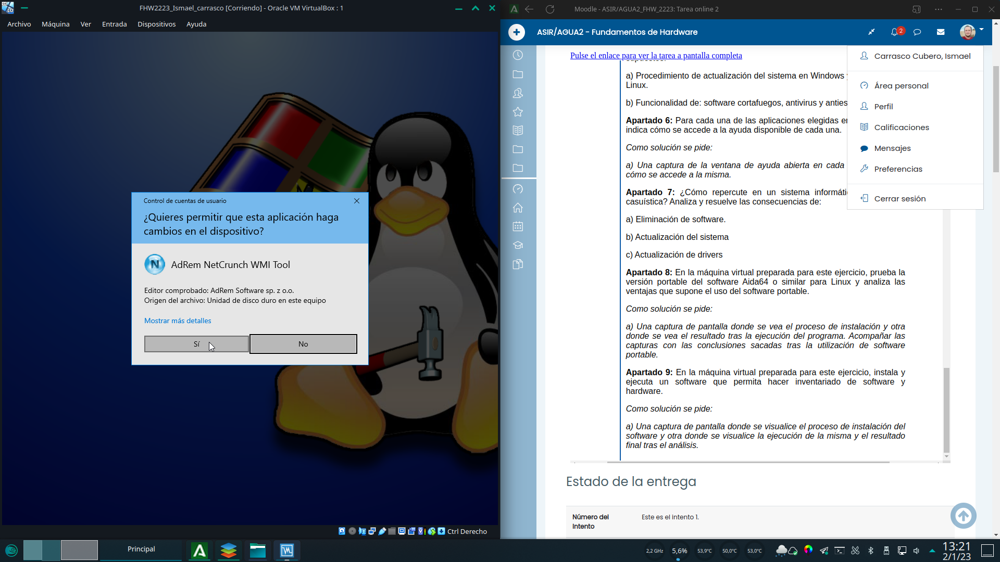 FHW2223_Ismael_carrasco [Corriendo] - Oracle VM VirtualBox : 1
Archivo Máquina Ver Entrada Dispositivos Ayuda
Control de cuentas de usuario
¿Quieres permitir que esta aplicación haga
cambios en el dispositivo?
N
AdRem NetCrunch WMI Tool
Editor comprobado: AdRem Software sp. z o.o.
Origen del archivo: Unidad de disco duro en este equipo
Mostrar más detalles
Sí No
Ctrl Derecho
Moodle - ASIR/AGUA2_FHW_2223: Tarea online 2
ASIR/AGUA2 - Fundamentos de Hardware
2
Pulse el enlace para ver la tarea a pantalla completa
a) Procedimiento de actualización del sistema en Windows y
Linux.
b) Funcionalidad de: software cortafuegos, antivirus y anties
Apartado 6: Para cada una de las aplicaciones elegidas en
indica cómo se accede a la ayuda disponible de cada una.
Como solución se pide:
a) Una captura de la ventana de ayuda abierta en cada
cómo se accede a la misma.
Apartado 7: ¿Cómo repercute en un sistema informáti
casuística? Analiza y resuelve las consecuencias de:
a) Eliminación de software.
b) Actualización del sistema
c) Actualización de drivers
Apartado 8: En la máquina virtual preparada para este ejercicio, prueba la
versión portable del software Aida64 o similar para Linux y analiza las
ventajas que supone el uso del software portable.
Como solución se pide:
a) Una captura de pantalla donde se vea el proceso de instalación y otra
donde se vea el resultado tras la ejecución del programa. Acompañar las
capturas con las conclusiones sacadas tras la utilización de software
portable.
Apartado 9: En la máquina virtual preparada para este ejercicio, instala y
ejecuta un software que permita hacer inventariado de software y
hardware.
Como solución se pide:
a) Una captura de pantalla donde se visualice el proceso de instalación del
software y otra donde se visualice la ejecución de la misma y el resultado
final tras el análisis.
Carrasco Cubero, Ismael
Área personal
Perfil
Calificaciones
Mensajes
Preferencias
Cerrar sesión
Estado de la entrega
Número del Este es el intento 1.
Intento
Principal
2,2 GHz 5,6% 53,9°C 50,0°C 53,0°C
13:21
2/1/23